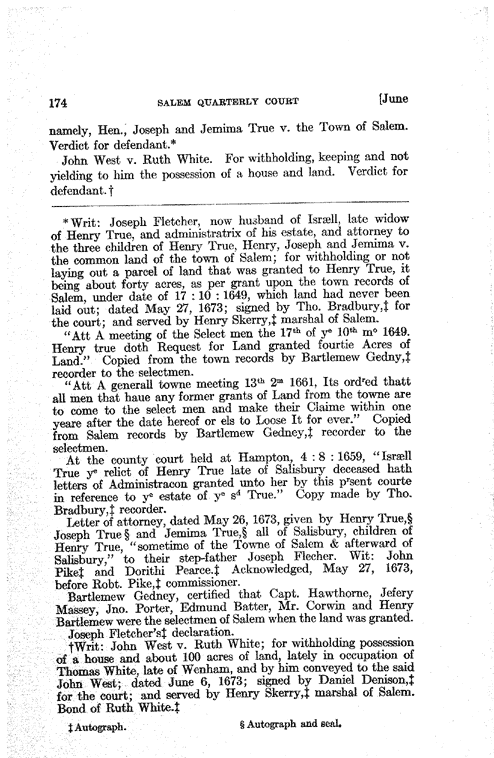 174 SALEM QUARTERLY COURT [June
namely, Hen., Joseph and Jemima True v. the Town of Salem.
Verdict for defendant.*
John West v. Ruth White. For withholding, keeping and not
yielding to him the possession of a house and land. Verdict for
defendant.†
*Writ: Joseph Fletcher, now husband of Isræll, late widow
of Henry True, and administratrix of his estate, and attorney to
the three children of Henry True, Henry, Joseph and Jemima v.
the common land of the town of Salem; for withholding or not
laying out a parcel of land that was granted to Henry True, it
being about forty acres, as per grant upon the town records of
Salem, under date of 17 : 10 : 1649, which land had never been
laid out; dated May 27, 1673; signed by Tho. Bradbury,‡ for
the court; and served by Henry Skerry,‡ marshal of Salem.
"Att A meeting of the Select men the 17ᵗʰ of yᵉ 10ᵗʰ mᵒ 1649.
Henry true doth Request for Land granted fourtie Acres of
Land." Copied from the town records by Bartlemew Gedny,‡
recorder to the selectmen.
"Att A generall towne meeting 13ᵗʰ 2ᵐ 1661, Its ordʳed thatt
all men that haue any former grants of Land from the towne are
to come to the select men and make their Claime within one
yeare after the date hereof or els to Loose It for ever." Copied
from Salem records by Bartlemew Gedney,‡ recorder to the
selectmen.
At the county court held at Hampton, 4 : 8 : 1659, "Isræll
True yᵉ relict of Henry True late of Salisbury deceased hath
letters of Administracon granted unto her by this pʳsent courte
in reference to yᵉ estate of yᵉ sᵈ True." Copy made by Tho.
Bradbury,‡ recorder.
Letter of attorney, dated May 26, 1673, given by Henry True,§
Joseph True § and Jemima True,§ all of Salisbury, children of
Henry True, "sometime of the Towne of Salem & afterward of
Salisbury," to their step-father Joseph Flecher. Wit: John
Pike‡ and Dorithi Pearce.‡ Acknowledged, May 27, 1673,
before Robt. Pike,‡ commissioner.
Bartlemew Gedney, certified that Capt. Hawthorne, Jefery
Massey, Jno. Porter, Edmund Batter, Mr. Corwin and Henry
Bartlemew were the selectmen of Salem when the land was granted.
Joseph Fletcher's‡ declaration.
†Writ: John West v. Ruth White; for withholding possession
of a house and about 100 acres of land, lately in occupation of
Thomas White, late of Wenham, and by him conveyed to the said
John West; dated June 6, 1673; signed by Daniel Denison,‡
for the court; and served by Henry Skerry,‡ marshal of Salem.
Bond of Ruth White.‡
‡ Autograph. § Autograph and seal.